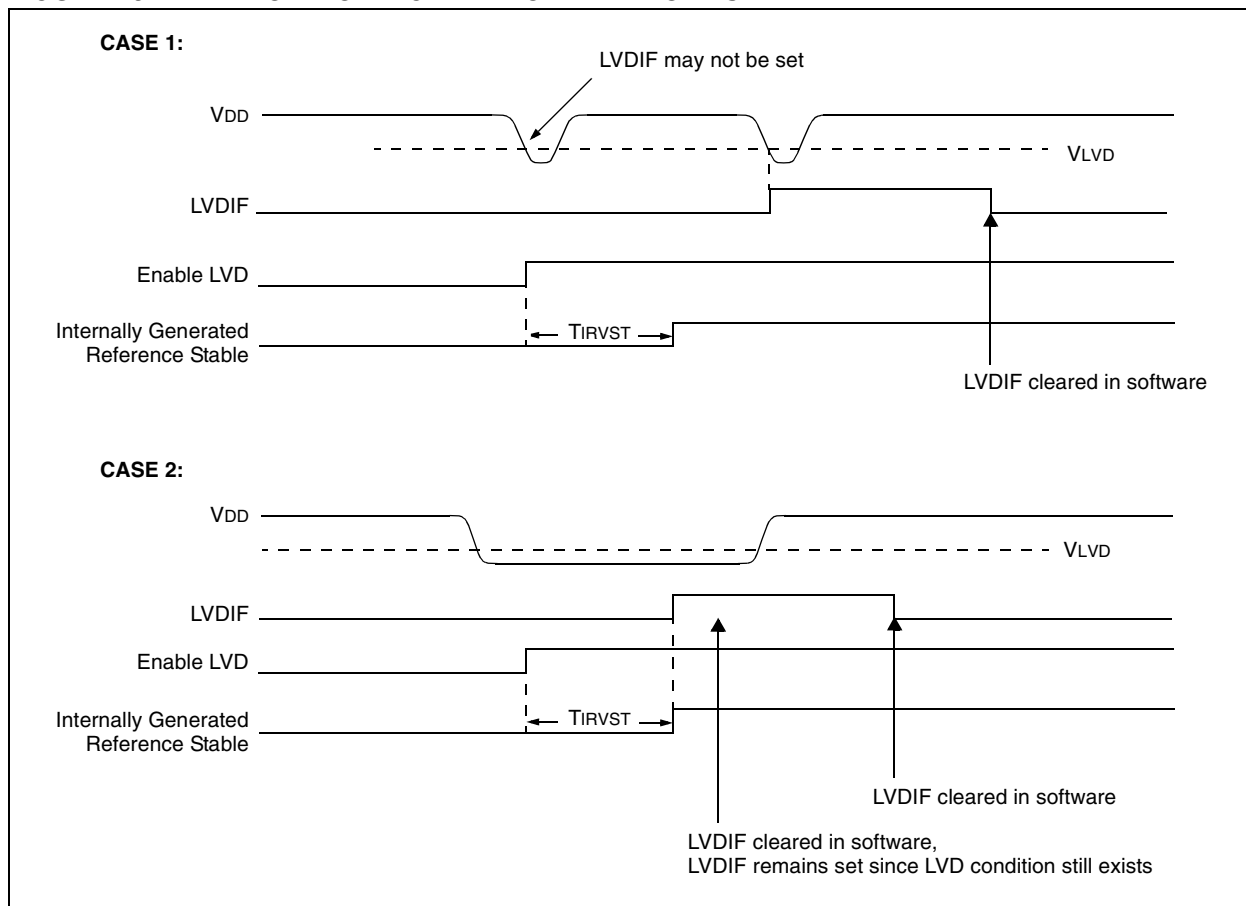 CASE 1:
LVDIF may not be set
VDD
VLVD
LVDIF
Enable LVD
Internally Generated
Reference Stable
TIRVST
LVDIF cleared in software
CASE 2:
VDD
VLVD
LVDIF
Enable LVD
Internally Generated
Reference Stable
TIRVST
LVDIF cleared in software
LVDIF cleared in software,
LVDIF remains set since LVD condition still exists